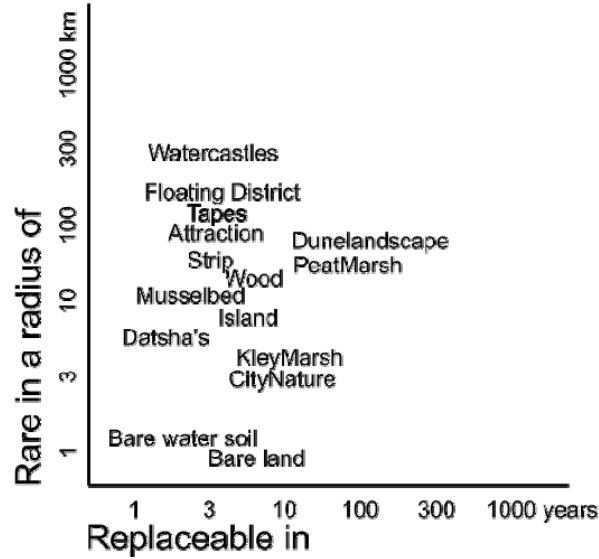 Rare in a radius of
1000 km
300
100
10
3
1
Watercastles
Floating District
Tapes
Attraction
Dunelandscape
Strip
PeatMarsh
Wood
Musselbed
Island
Datsha's
KleyMarsh
CityNature
Bare water soil
Bare land
1 3 10 100 300 1000 years
Replaceable in